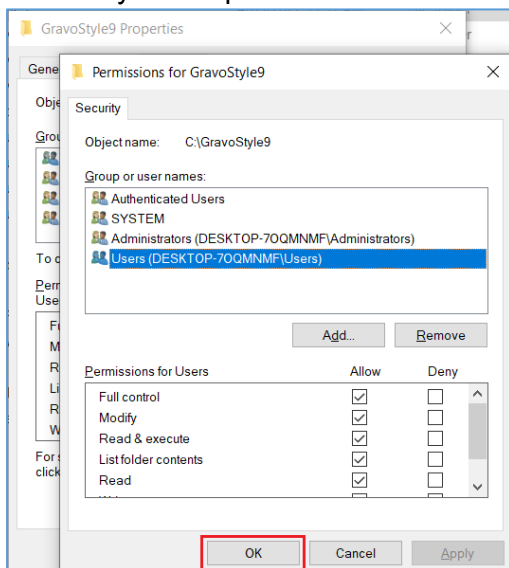 GravoStyle9 Properties
Permissions for GravoStyle9
Security
Object name: C:\GravoStyle9
Group or user names:
Authenticated Users
SYSTEM
Administrators (DESKTOP-7OQMNMF\Administrators)
Users (DESKTOP-7OQMNMF\Users)
Add...
Remove
Permissions for Users Allow Deny
Full control
Modify
Read & execute
List folder contents
Read
OK
Cancel
Apply